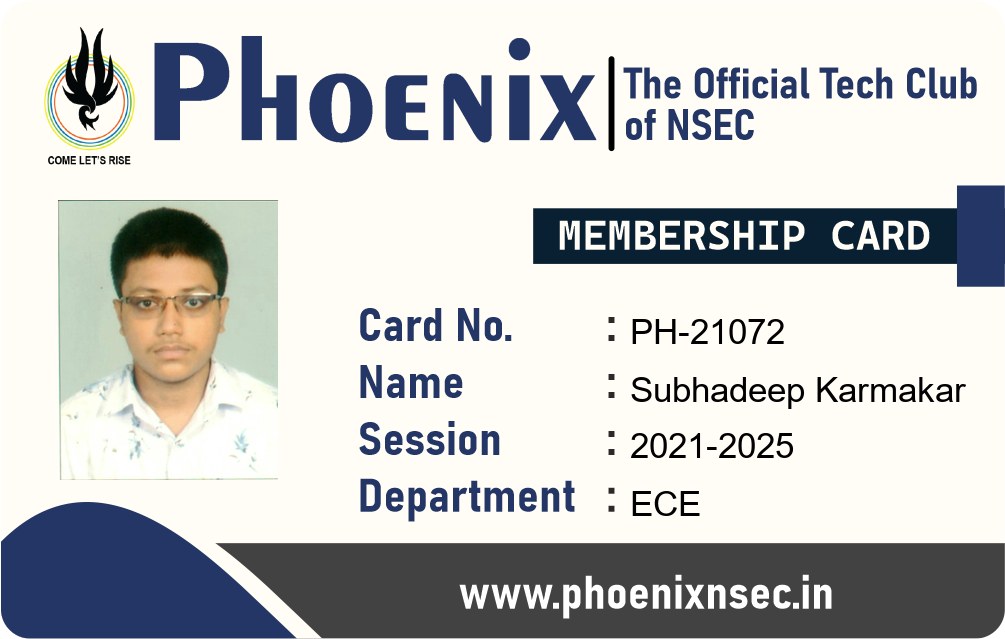 COME LET'S RISE
PHOENIX
The Official Tech Club
of NSEC
MEMBERSHIP CARD
Card No. : PH-21072
Name : Subhadeep Karmakar
Session : 2021-2025
Department : ECE
www.phoenixnsec.in